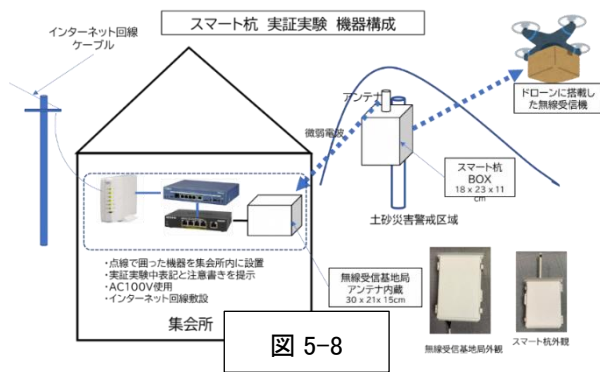 スマート杭 実証実験 機器構成
インターネット回線
ケーブル
アンテナ
微弱電波
ドローンに搭載し
た無線受信機
スマート杭
BOX
18 x 23 x 11
cm
土砂災害警戒区域
・点線で囲った機器を集会所内に設置
・実証実験中表記と注意書きを提示
・AC100V使用
・インターネット回線敷設
無線受信基地局
アンテナ内蔵
30 x 21x 15cm
集会所
図 5-8
無線受信基地局外観
スマート杭外観